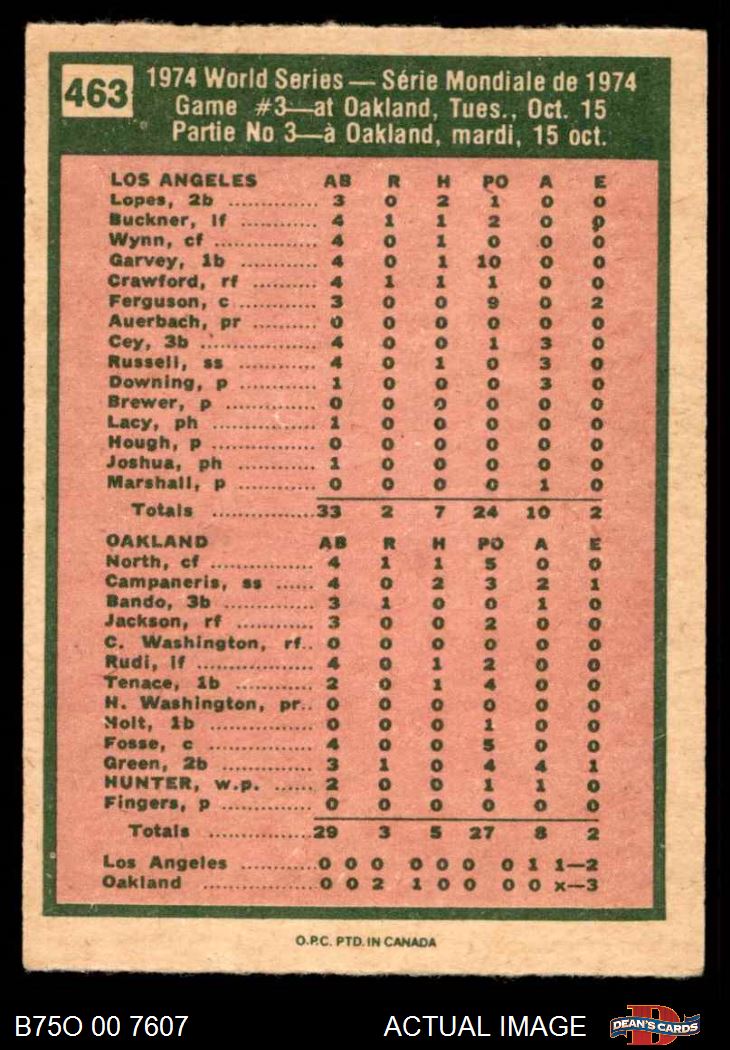 463
1974 World Series — Série Mondiale de 1974
Game #3—at Oakland, Tues., Oct. 15
Partie No 3—à Oakland, mardi, 15 oct.
LOS ANGELES AB R H PO A E
Lopes, 2b ............ 3 0 2 1 0 0
Buckner, lf ............ 4 1 1 2 0 0
Wynn, cf ............ 4 0 1 0 0 0
Garvey, 1b ............ 4 0 1 10 0 0
Crawford, rf ............ 4 1 1 1 0 0
Ferguson, c ............ 3 0 0 9 0 2
Auerbach, pr ............ 0 0 0 0 0 0
Cey, 3b ............ 4 0 0 1 3 0
Russell, ss ............ 4 0 1 0 3 0
Downing, p ............ 1 0 0 0 3 0
Brewer, p ............ 0 0 0 0 0 0
Lacy, ph ............ 1 0 0 0 0 0
Hough, p ............ 0 0 0 0 0 0
Joshua, ph ............ 1 0 0 0 0 0
Marshall, p ............ 0 0 0 0 1 0
Totals ............ 33 2 7 24 10 2
OAKLAND AB R H PO A E
North, cf ............ 4 1 1 5 0 0
Campaneris, ss ...... 4 0 2 3 2 1
Bando, 3b ............ 3 1 0 0 1 0
Jackson, rf ............ 3 0 0 2 0 0
C. Washington, rf.. 0 0 0 0 0 0
Rudi, lf ............ 4 0 1 2 0 0
Tenace, 1b ............ 2 0 1 4 0 0
H. Washington, pr.. 0 0 0 0 0 0
Holt, 1b ............ 0 0 0 1 0 0
Fosse, c ............ 4 0 0 5 0 0
Green, 2b ............ 3 1 0 4 4 1
HUNTER, w.p. ...... 2 0 0 1 1 0
Fingers, p ............ 0 0 0 0 0 0
Totals ............ 29 3 5 27 8 2
Los Angeles ............ 0 0 0 0 0 0 0 1 1—2
Oakland ............ 0 0 2 1 0 0 0 0 x—3
O.P.C. PTD. IN CANADA
B75O 00 7607 ACTUAL IMAGE DEAN'S CARDS